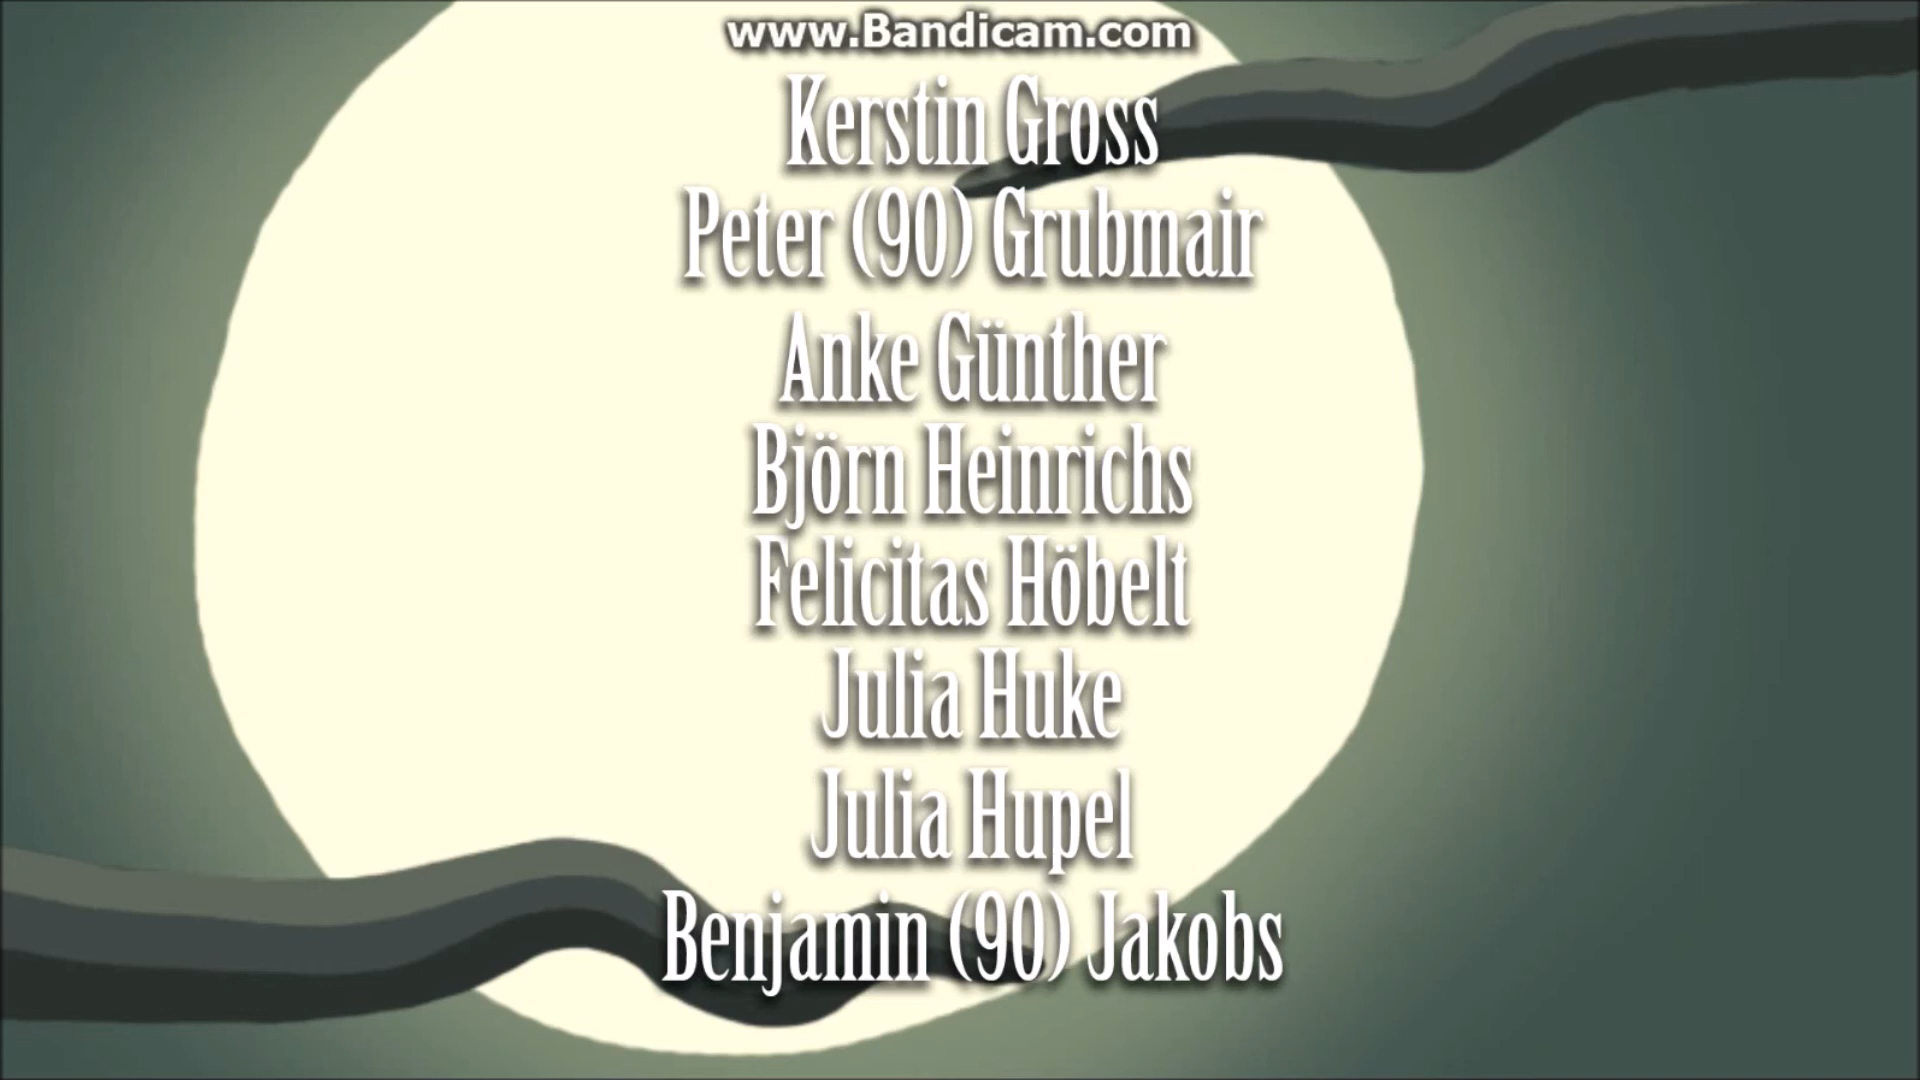 www.Bandicam.com
Kerstin Gross
Peter (90) Grubmair
Anke Günther
Björn Heinrichs
Felicitas Höbelt
Julia Huke
Julia Hupel
Benjamin (90) Jakobs